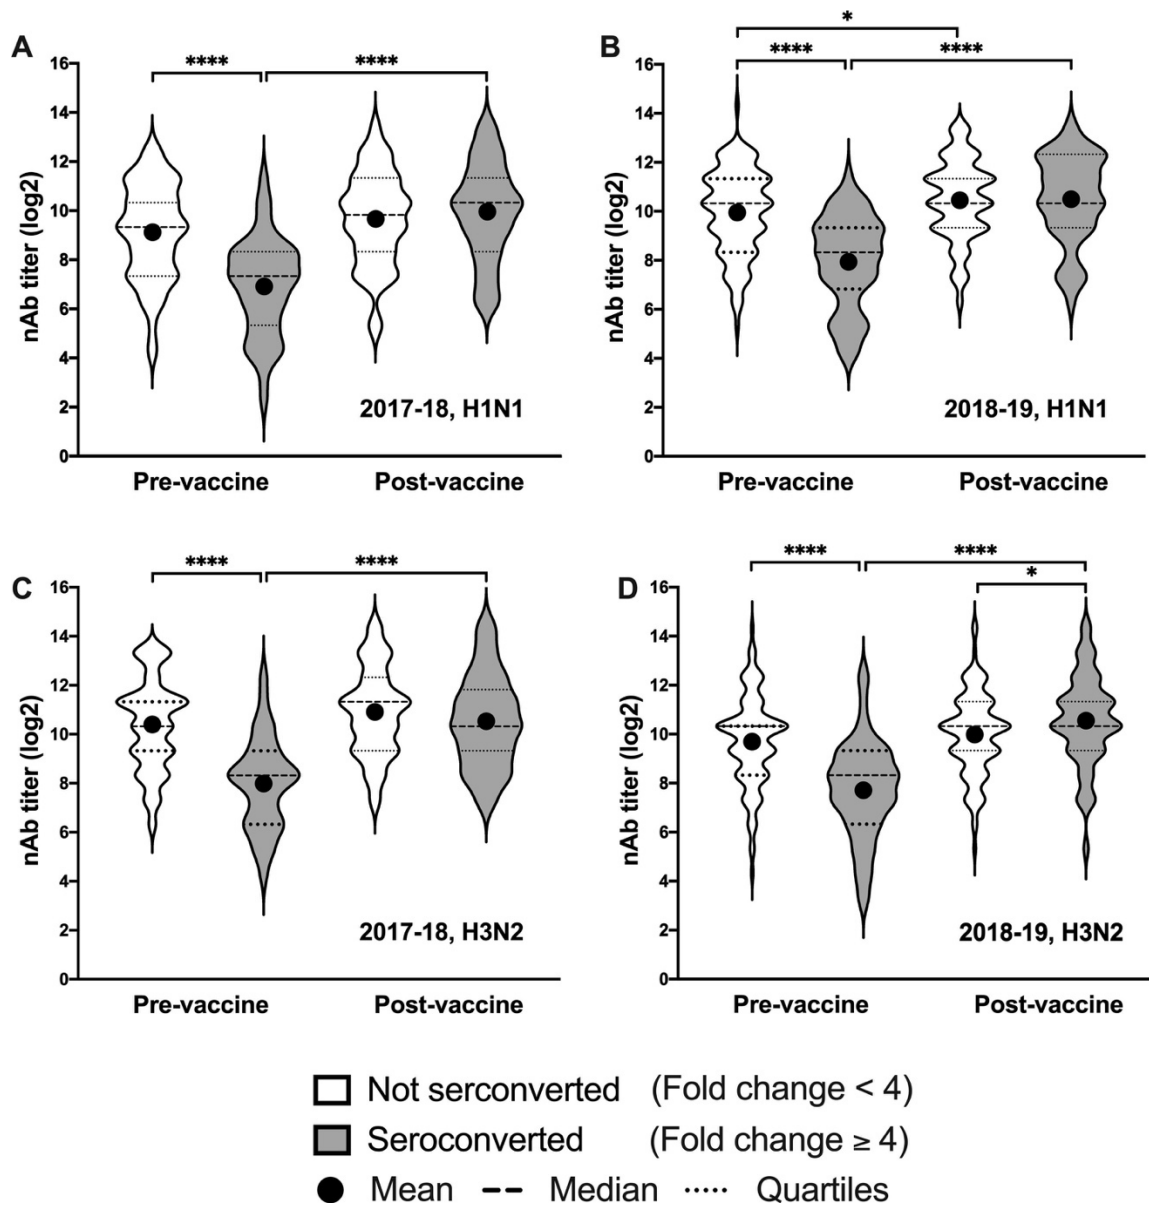 A
****
****
16
14
12
10
8
6
4
2
0
nAb titer (log2)
2017-18, H1N1
Pre-vaccine
Post-vaccine
B
*
****
****
16
14
12
10
8
6
4
2
0
nAb titer (log2)
2018-19, H1N1
Pre-vaccine
Post-vaccine
C
****
****
16
14
12
10
8
6
4
2
0
nAb titer (log2)
2017-18, H3N2
Pre-vaccine
Post-vaccine
D
****
****
*
16
14
12
10
8
6
4
2
0
nAb titer (log2)
2018-19, H3N2
Pre-vaccine
Post-vaccine
Not serconverted (Fold change < 4)
Seroconverted (Fold change ≥ 4)
Mean Median Quartiles